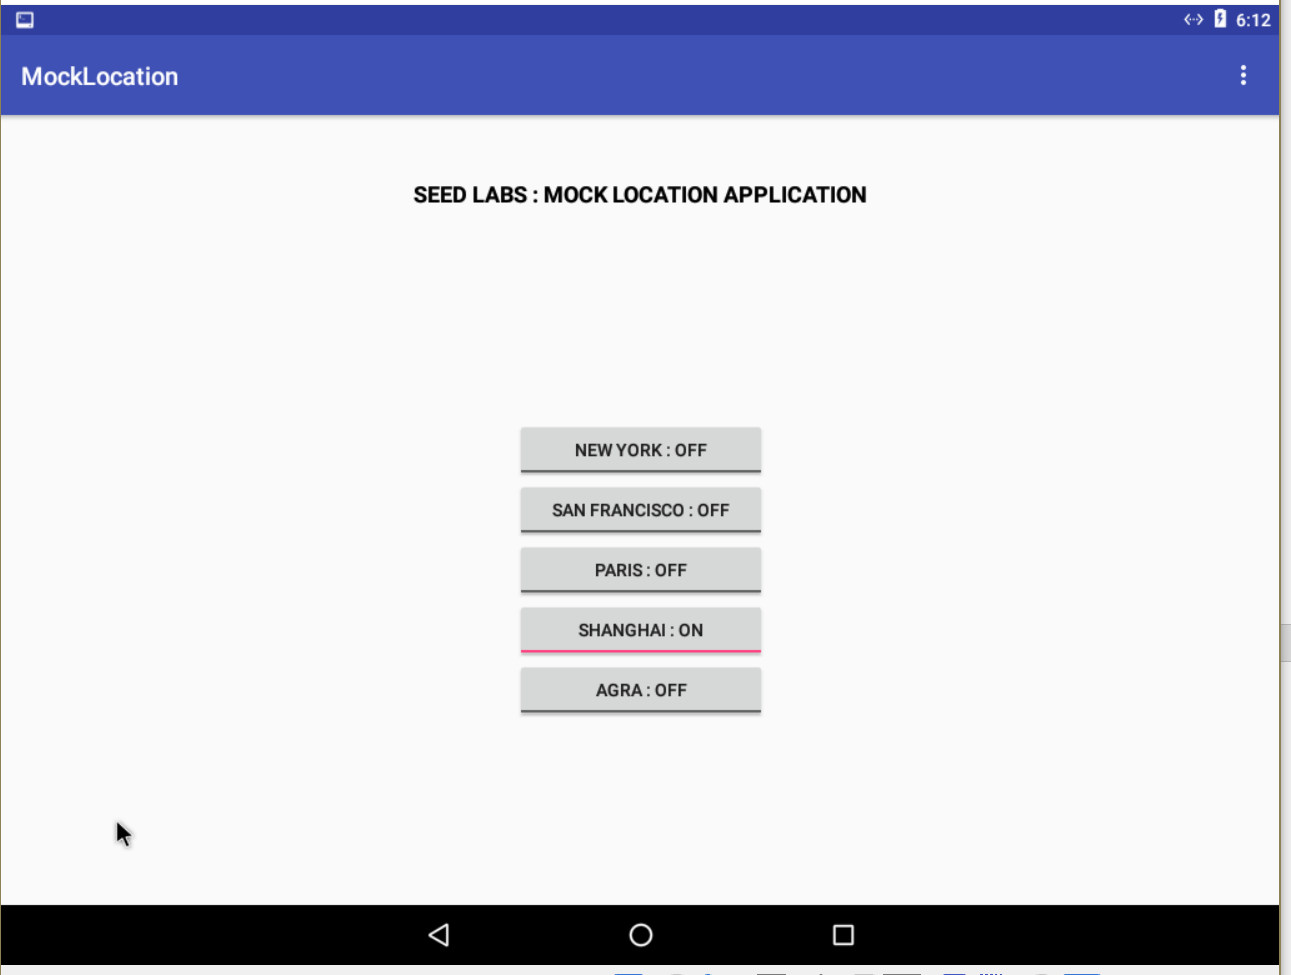 6:12
MockLocation
SEED LABS : MOCK LOCATION APPLICATION
NEW YORK : OFF
SAN FRANCISCO : OFF
PARIS : OFF
SHANGHAI : ON
AGRA : OFF